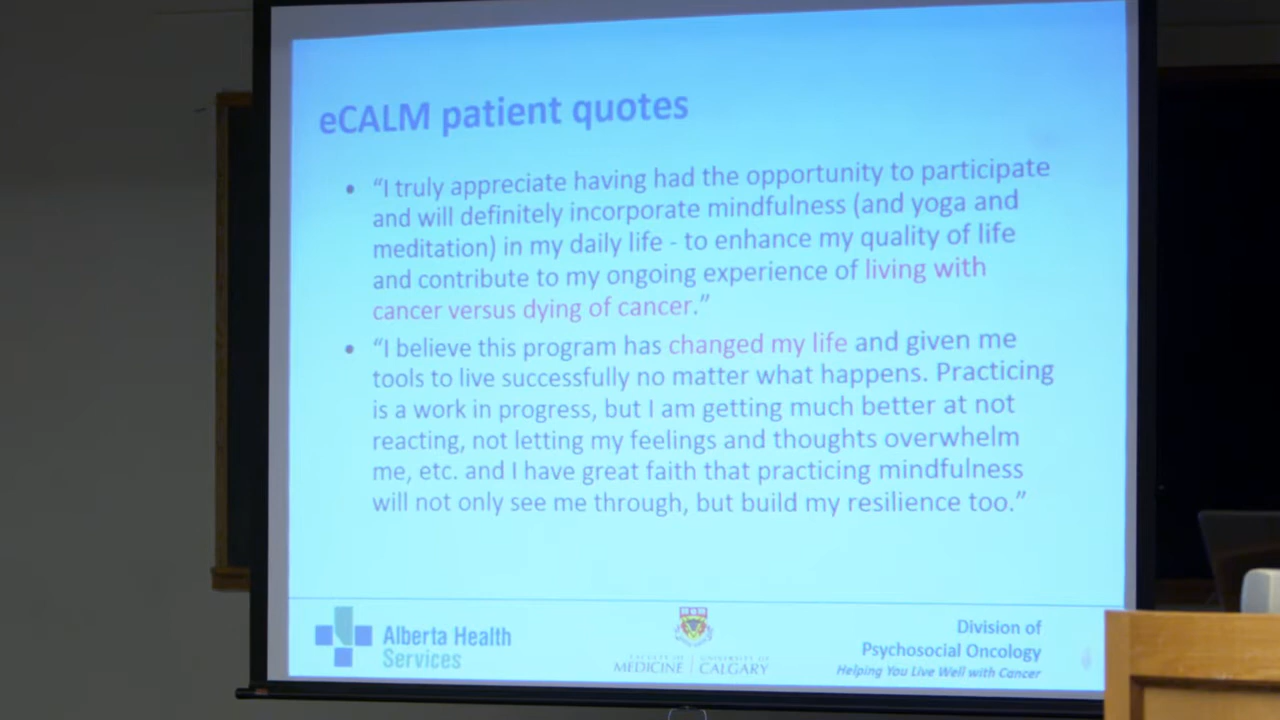 eCALM patient quotes
• “I truly appreciate having had the opportunity to participate
and will definitely incorporate mindfulness (and yoga and
meditation) in my daily life - to enhance my quality of life
and contribute to my ongoing experience of living with
cancer versus dying of cancer.”
• “I believe this program has changed my life and given me
tools to live successfully no matter what happens. Practicing
is a work in progress, but I am getting much better at not
reacting, not letting my feelings and thoughts overwhelm
me, etc. and I have great faith that practicing mindfulness
will not only see me through, but build my resilience too.”
Alberta Health
Services
FACULTY OF | UNIVERSITY OF
MEDICINE | CALGARY
Division of
Psychosocial Oncology
Helping You Live Well with Cancer